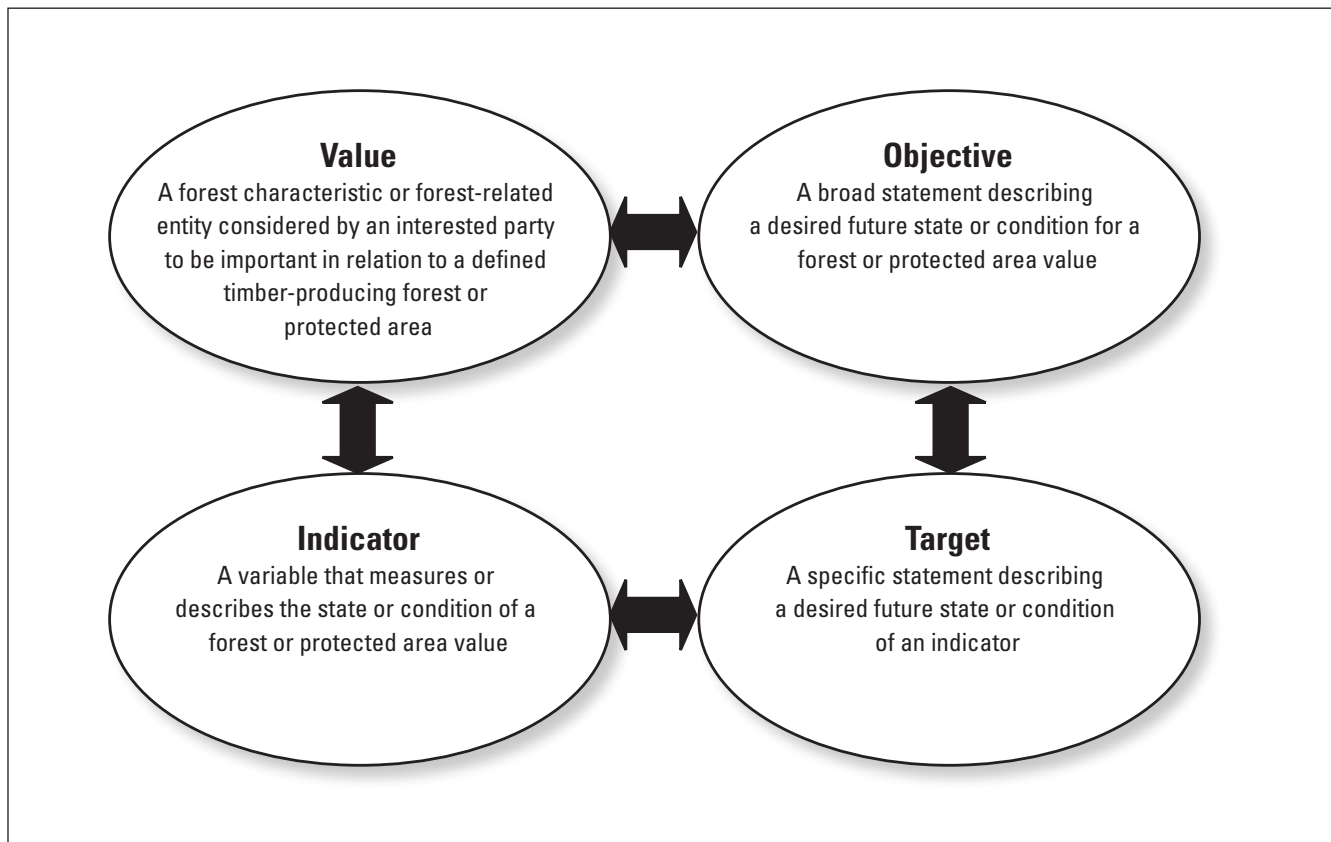 Value
A forest characteristic or forest-related
entity considered by an interested party
to be important in relation to a defined
timber-producing forest or
protected area
Objective
A broad statement describing
a desired future state or condition for a
forest or protected area value
Indicator
A variable that measures or
describes the state or condition of a
forest or protected area value
Target
A specific statement describing
a desired future state or condition
of an indicator